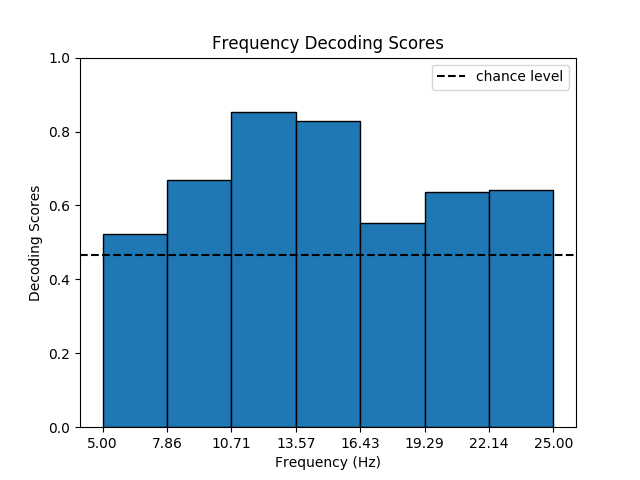 Frequency Decoding Scores
chance level
Decoding Scores
1.0
0.8
0.6
0.4
0.2
0.0
5.00 7.86 10.71 13.57 16.43 19.29 22.14 25.00
Frequency (Hz)